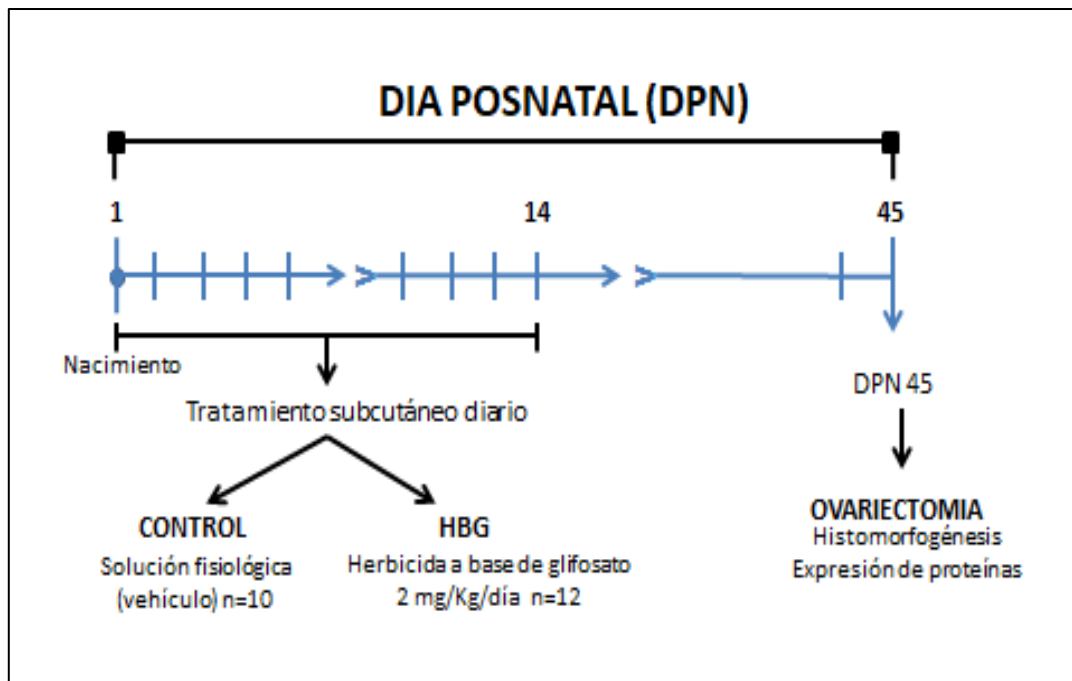 DIA POSNATAL (DPN)
1 14 45
Nacimiento
Tratamiento subcutáneo diario
DPN 45
CONTROL
Solución fisiológica
(vehículo) n=10
HBG
Herbicida a base de glifosato
2 mg/Kg/día n=12
OVARIECTOMIA
Histomorfogénesis
Expresión de proteínas